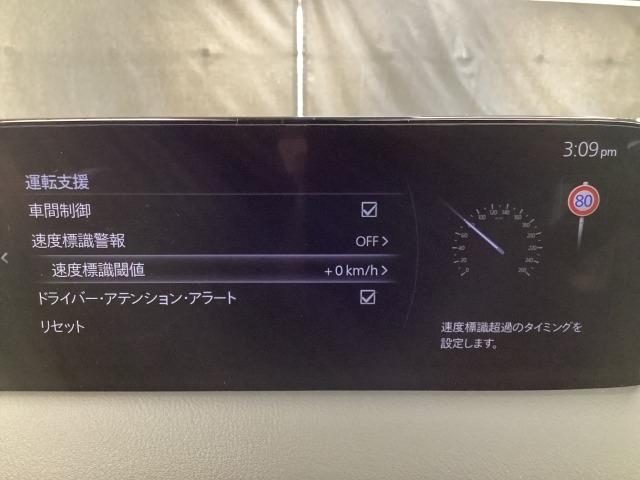 3:09 pm
運転支援
車間制御
速度標識警報 OFF
速度標識閾値 +0 km/h
ドライバー・アテンション・アラート
リセット
80
速度標識超過のタイミングを
設定します。